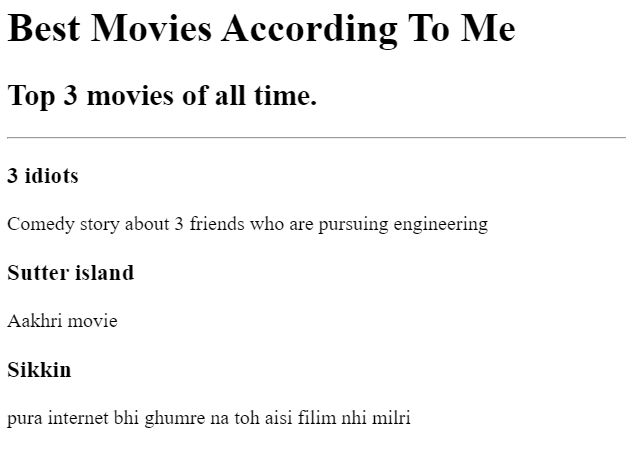 Best Movies According To Me
Top 3 movies of all time.
3 idiots
Comedy story about 3 friends who are pursuing engineering
Sutter island
Aakhri movie
Sikkin
pura internet bhi ghumre na toh aisi filim nhi milri